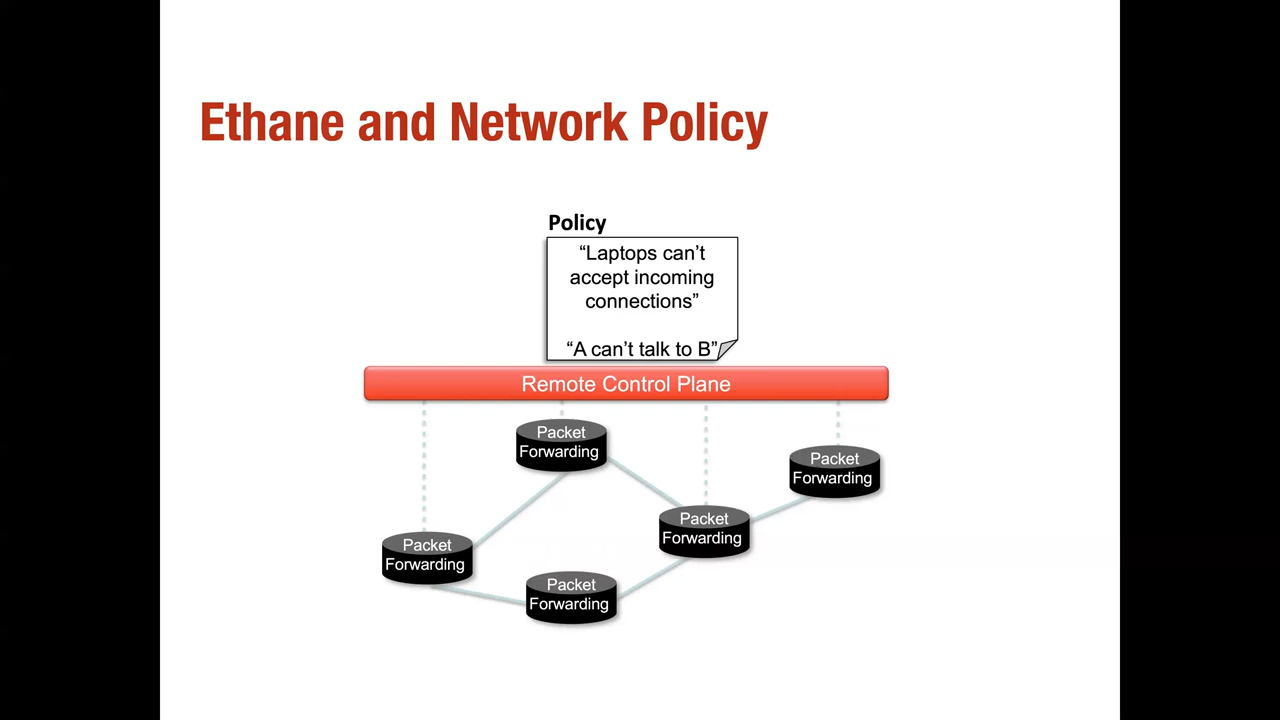 Ethane and Network Policy
Policy
“Laptops can’t
accept incoming
connections”
“A can’t talk to B”
Remote Control Plane
Packet
Forwarding
Packet
Forwarding
Packet
Forwarding
Packet
Forwarding
Packet
Forwarding